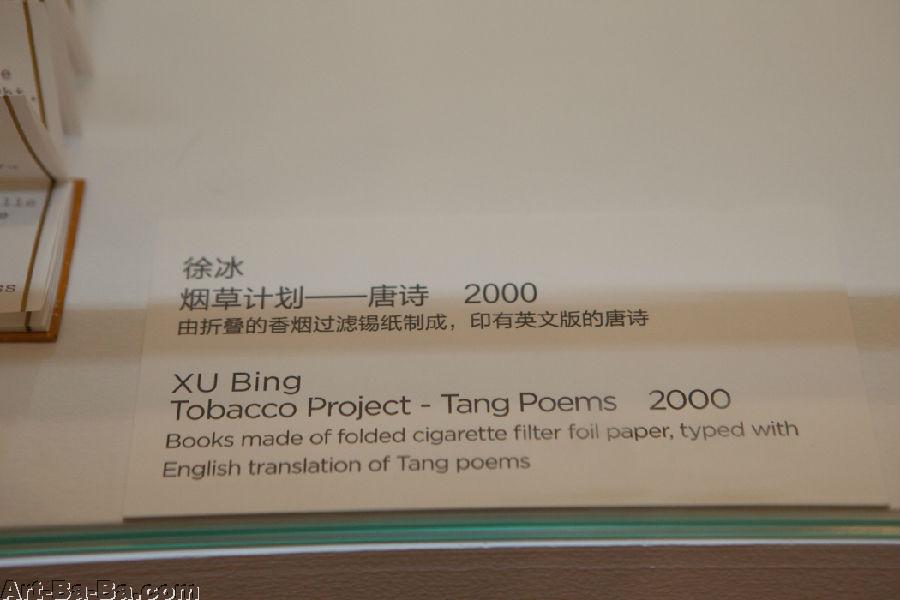 徐冰
烟草计划——唐诗 2000
由折叠的香烟过滤锡纸制成，印有英文版的唐诗
XU Bing
Tobacco Project - Tang Poems 2000
Books made of folded cigarette filter foil paper, typed with
English translation of Tang poems
Art-Ba-Ba.com